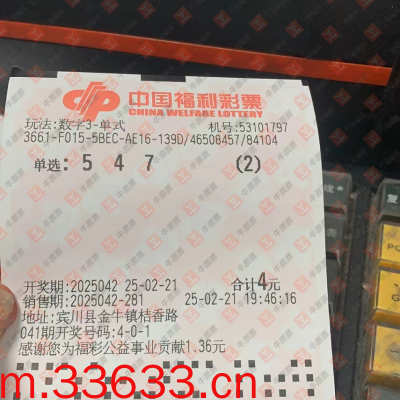 中国福利彩票
CHINA WELFARE LOTTERY
玩法:数字3-单式 机号:53101797
3661-F015-5BEC-AE16-139D/46508457/84104
单选: 5 4 7 (2)
开奖期:2025042 25-02-21 合计4元
销售期:2025042-281 25-02-21 19:46:16
地址:宾川县金牛镇桔香路
041期开奖号码:4-0-1
感谢您为福彩公益事业贡献1.36元
m.33633.cn